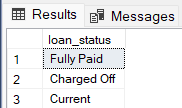 Results Messages
loan_status
1 Fully Paid
2 Charged Off
3 Current